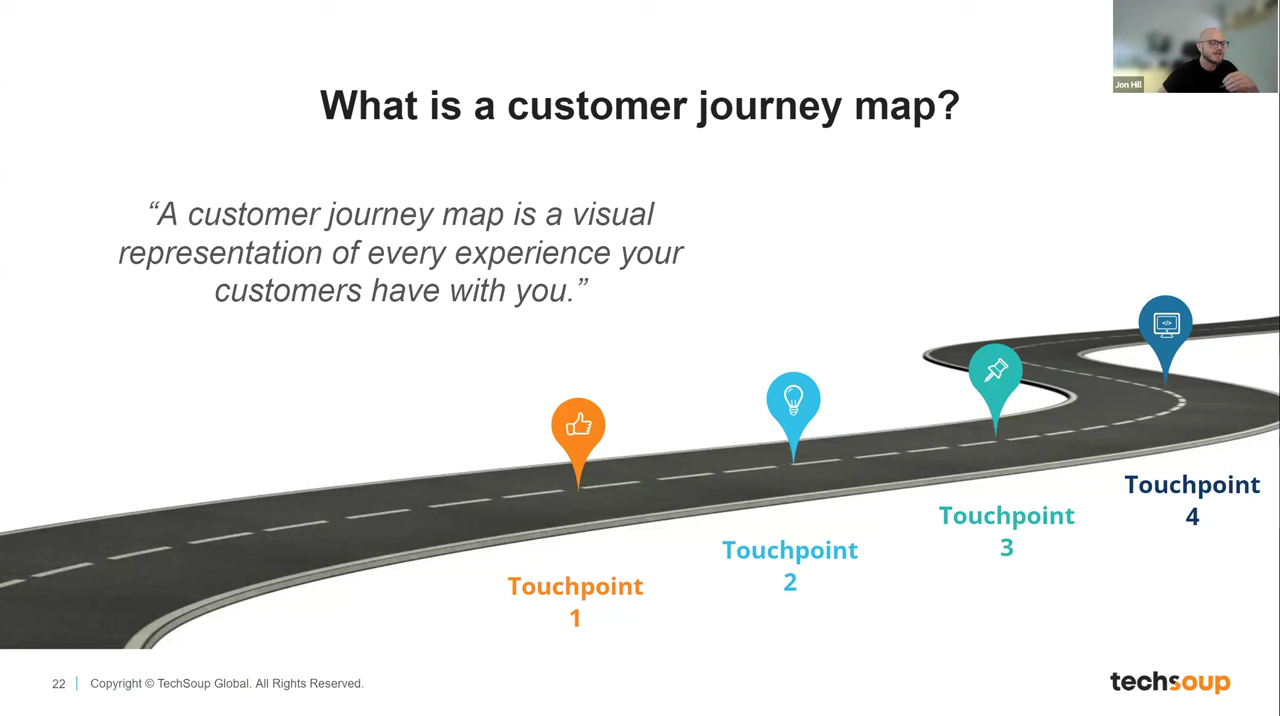 Jon Hill
What is a customer journey map?
“A customer journey map is a visual
representation of every experience your
customers have with you.”
Touchpoint
1
Touchpoint
2
Touchpoint
3
Touchpoint
4
22
Copyright © TechSoup Global. All Rights Reserved.
techsoup